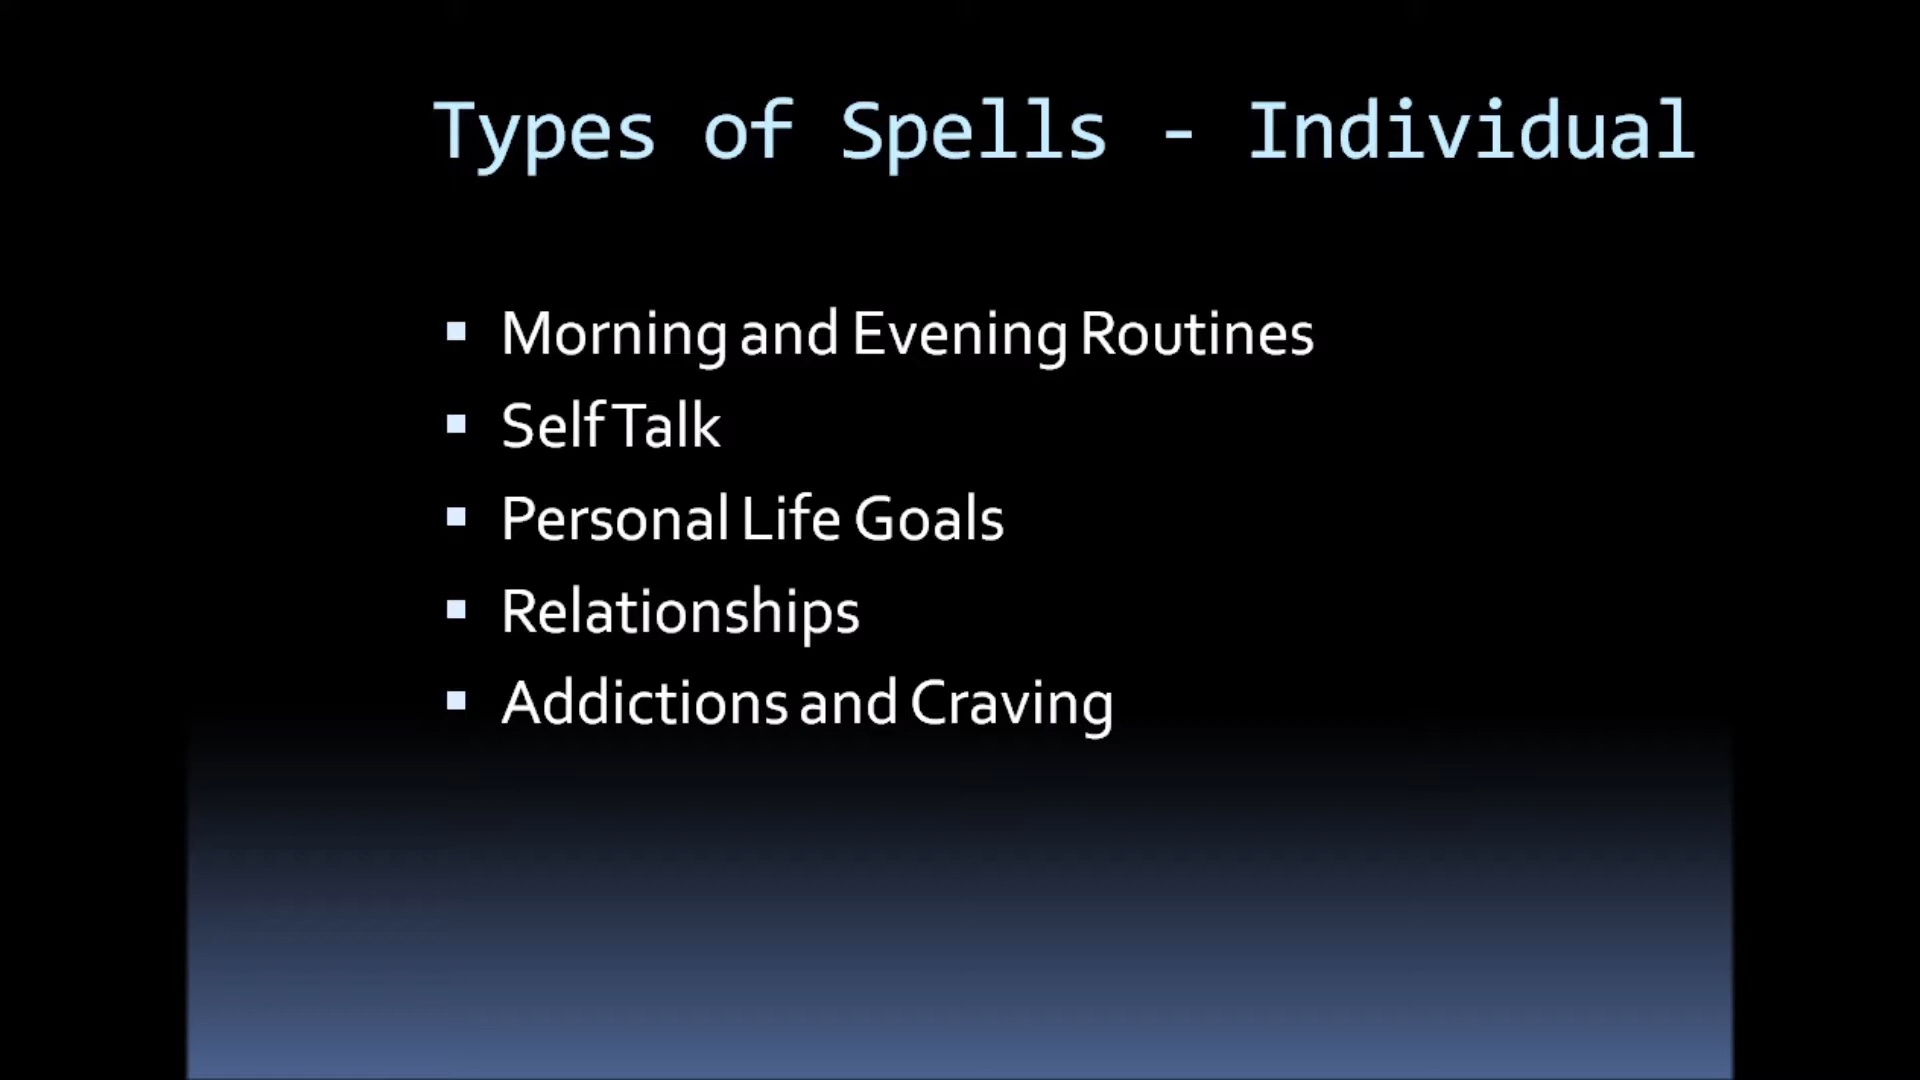 Types of Spells - Individual
Morning and Evening Routines
Self Talk
Personal Life Goals
Relationships
Addictions and Craving